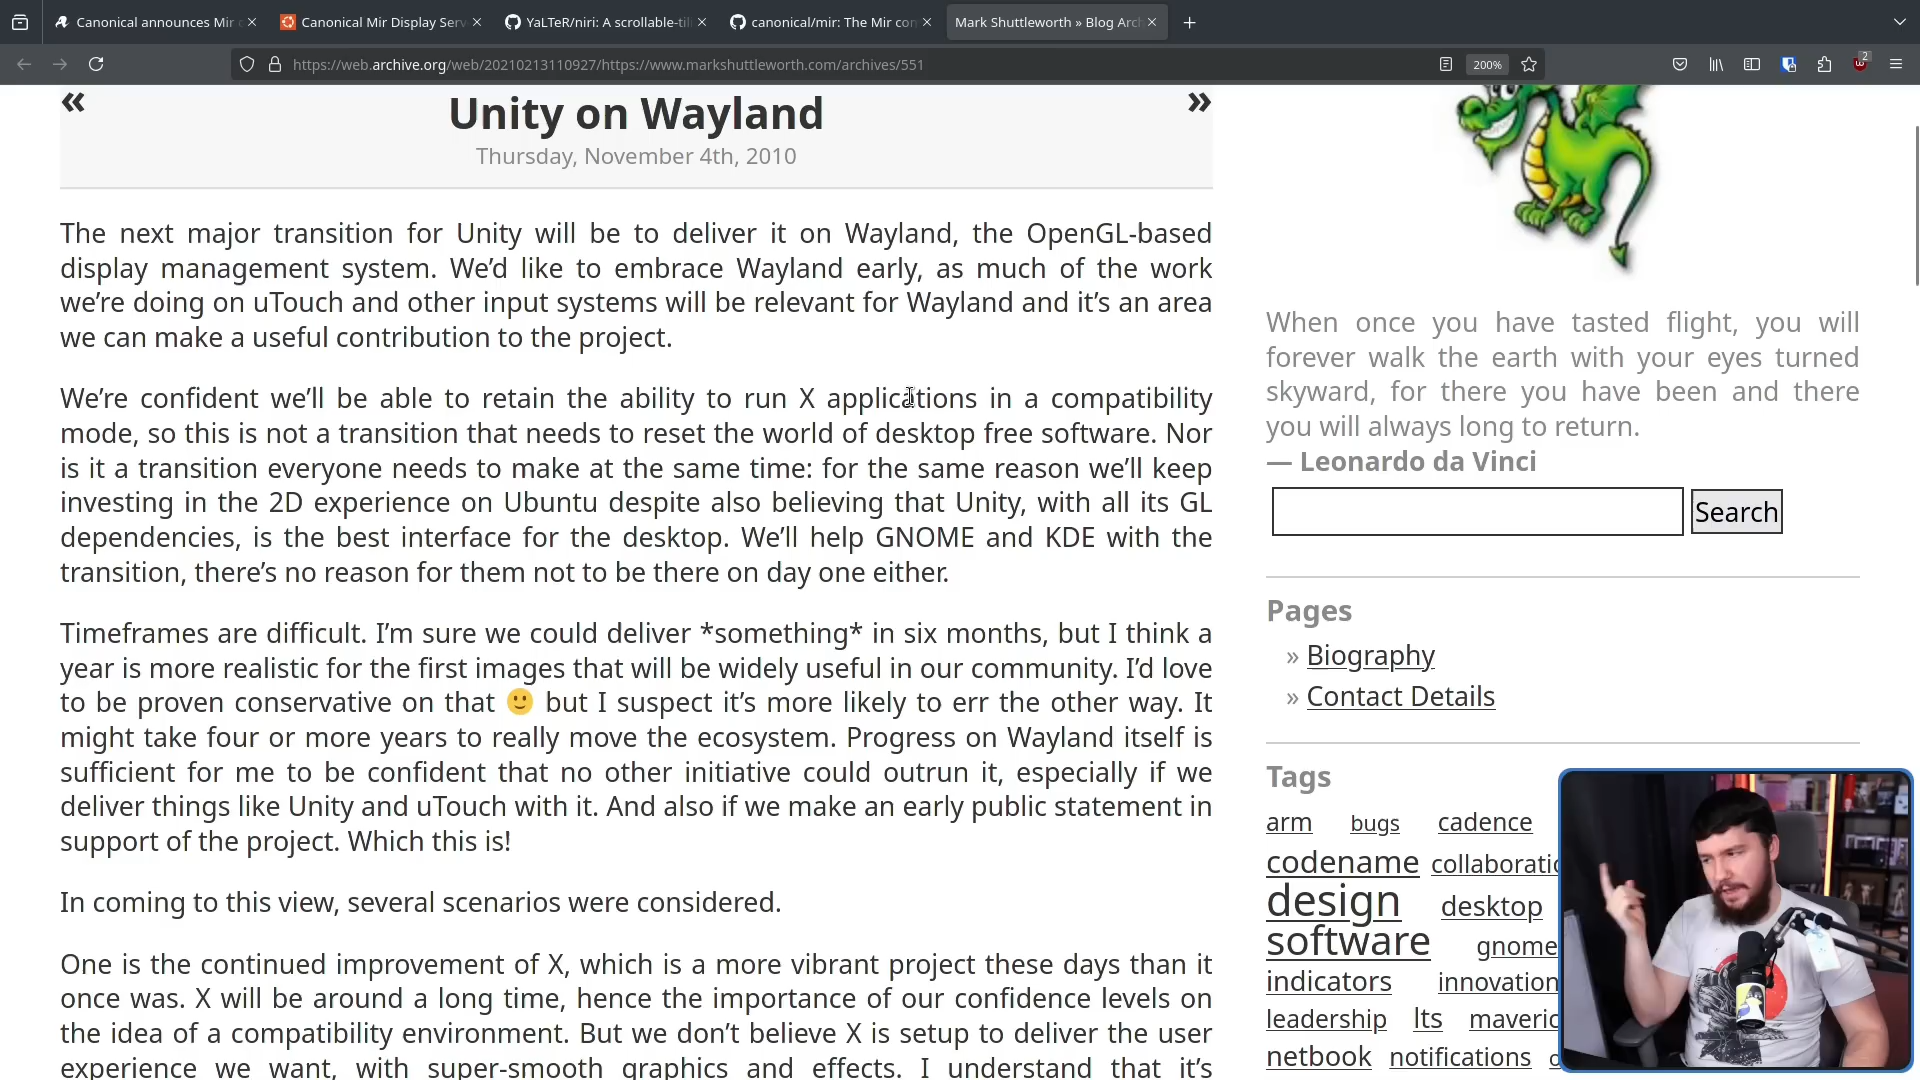 Canonical announces Mir
Canonical Mir Display Serv
YaLTeR/niri: A scrollable-til
canonical/mir: The Mir com
Mark Shuttleworth » Blog Arch
https://web.archive.org/web/20210213110927/https://www.markshuttleworth.com/archives/551
200%
2
«
Unity on Wayland
»
Thursday, November 4th, 2010
The next major transition for Unity will be to deliver it on Wayland, the OpenGL-based
display management system. We’d like to embrace Wayland early, as much of the work
we’re doing on uTouch and other input systems will be relevant for Wayland and it’s an area
we can make a useful contribution to the project.
We’re confident we’ll be able to retain the ability to run X applications in a compatibility
mode, so this is not a transition that needs to reset the world of desktop free software. Nor
is it a transition everyone needs to make at the same time: for the same reason we’ll keep
investing in the 2D experience on Ubuntu despite also believing that Unity, with all its GL
dependencies, is the best interface for the desktop. We’ll help GNOME and KDE with the
transition, there’s no reason for them not to be there on day one either.
Timeframes are difficult. I’m sure we could deliver *something* in six months, but I think a
year is more realistic for the first images that will be widely useful in our community. I’d love
to be proven conservative on that 🙂 but I suspect it’s more likely to err the other way. It
might take four or more years to really move the ecosystem. Progress on Wayland itself is
sufficient for me to be confident that no other initiative could outrun it, especially if we
deliver things like Unity and uTouch with it. And also if we make an early public statement in
support of the project. Which this is!
In coming to this view, several scenarios were considered.
One is the continued improvement of X, which is a more vibrant project these days than it
once was. X will be around a long time, hence the importance of our confidence levels on
the idea of a compatibility environment. But we don’t believe X is setup to deliver the user
experience we want, with super-smooth graphics and effects. I understand that it’s
When once you have tasted flight, you will
forever walk the earth with your eyes turned
skyward, for there you have been and there
you will always long to return.
— Leonardo da Vinci
Search
Pages
» Biography
» Contact Details
Tags
arm bugs cadence
codename collaboratio
design desktop
software gnome
indicators innovation
leadership lts maveric
netbook notifications